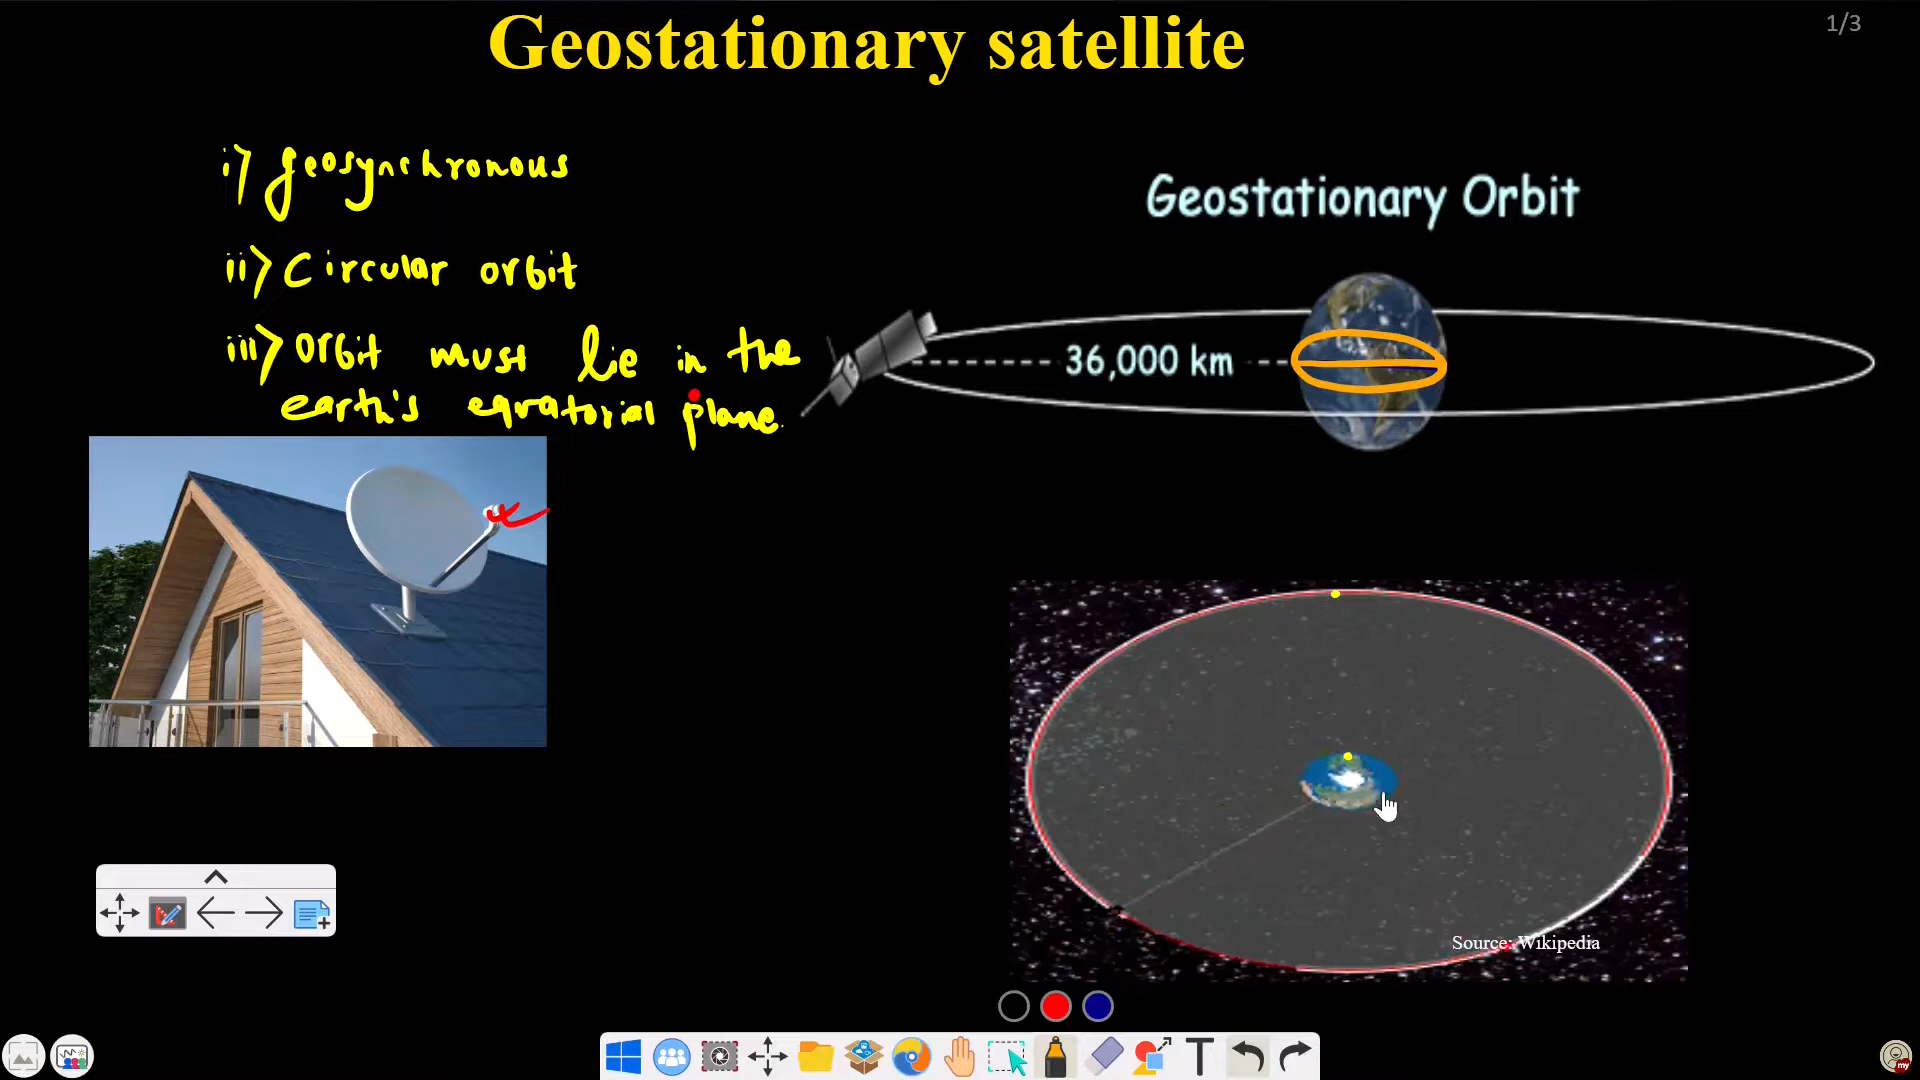 Geostationary satellite
1/3
i) geosynchronous
ii) Circular orbit
iii) Orbit must lie in the
earth's equatorial plane.
Geostationary Orbit
36,000 km
Source: Wikipedia
T
my